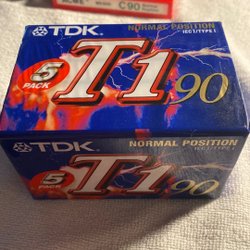 C90
TDK
NORMAL POSITION
IEC I/TYPE I
5
PACK
T1 90
TDK
NORMAL POSITION
IEC I/TYPE I
5
PACK
T1 90